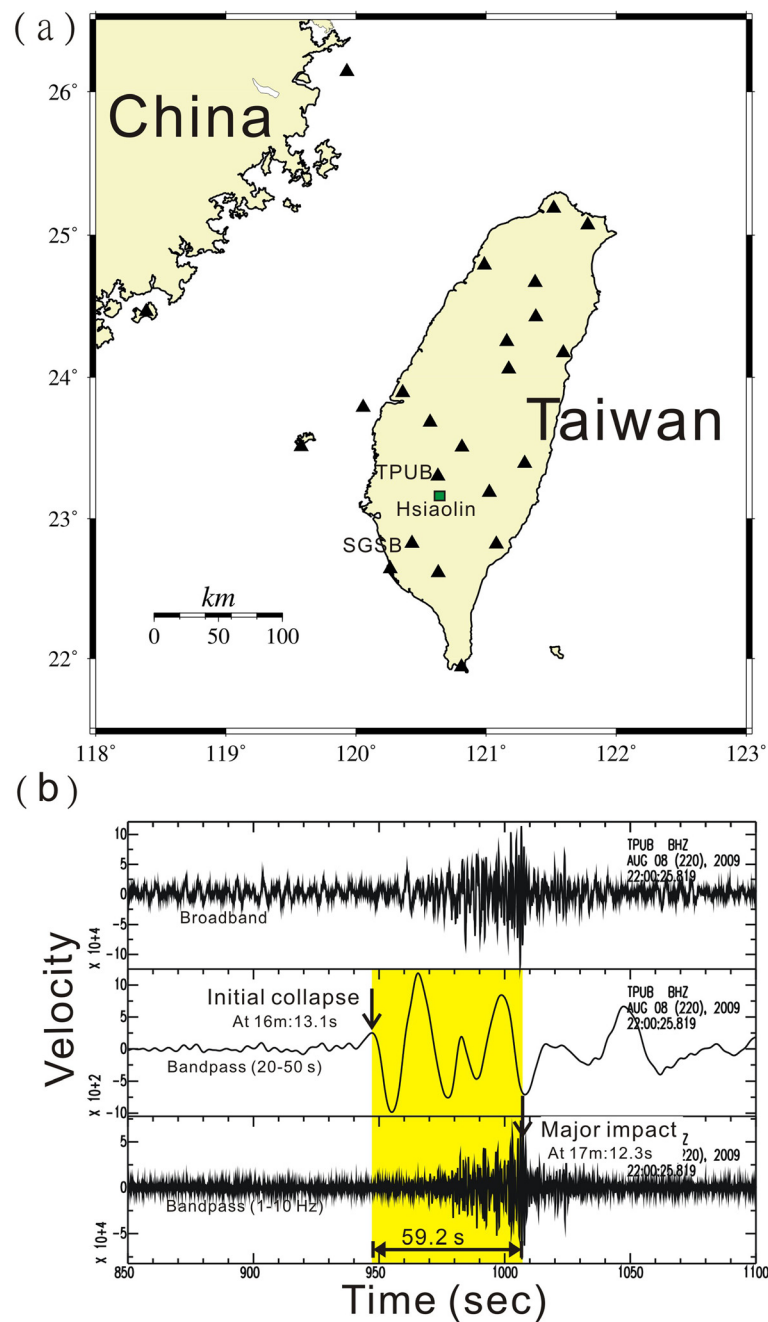 (a)
China
Taiwan
TPUB
Hsiaolin
SGSB
km
0 50 100
26°
25°
24°
23°
22°
118° 119° 120° 121° 122° 123°
(b)
Velocity
10
5
0
-5
-10
X 10+4
TPUB BHZ
AUG 08 (220), 2009
22:00:25.819
Broadband
10
5
0
-5
-10
X 10+2
Initial collapse
At 16m:13.1s
TPUB BHZ
AUG 08 (220), 2009
22:00:25.819
Bandpass (20-50 s)
5
0
-5
X 10+4
Major impact
At 17m:12.3s
Z
(220), 2009
22:00:25.819
Bandpass (1-10 Hz)
59.2 s
850 900 950 1000 1050 1100
Time (sec)